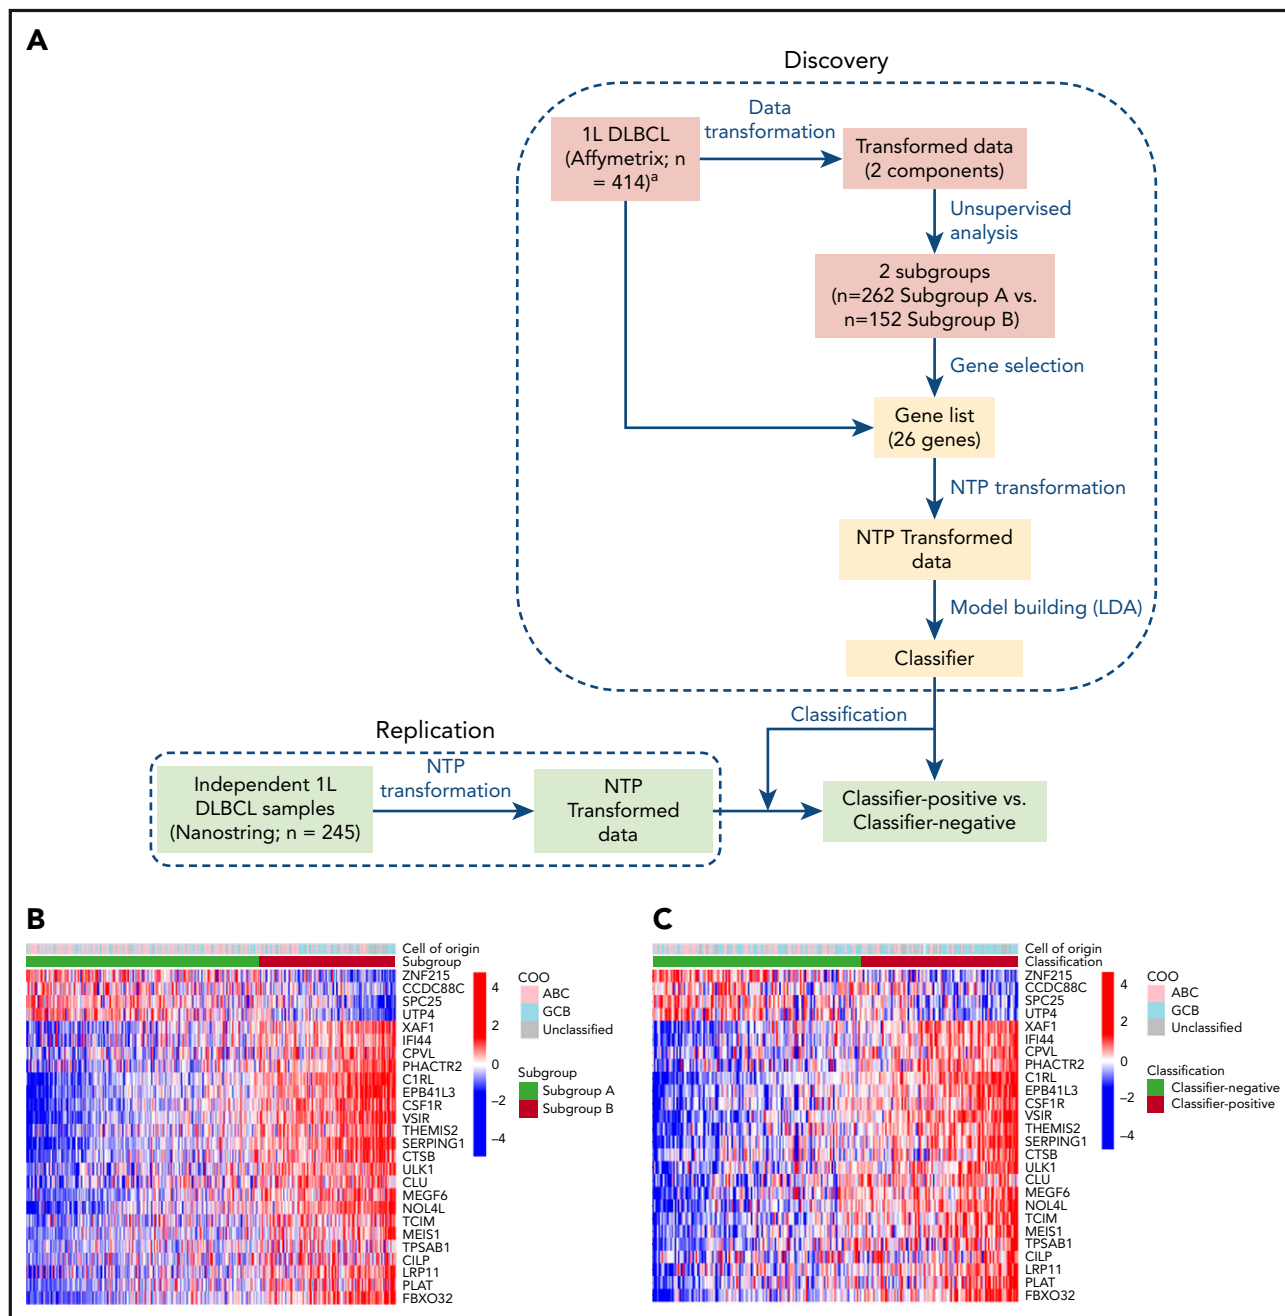 A
Discovery
1L DLBCL
(Affymetrix; n
= 414)a
Data
transformation
Transformed data
(2 components)
Unsupervised
analysis
2 subgroups
(n=262 Subgroup A vs.
n=152 Subgroup B)
Gene selection
Gene list
(26 genes)
NTP transformation
NTP Transformed
data
Model building (LDA)
Classifier
Classification
Replication
Independent 1L
DLBCL samples
(Nanostring; n = 245)
NTP
transformation
NTP
Transformed
data
Classifier-positive vs.
Classifier-negative
B
Cell of origin
Subgroup
ZNF215
CCDC88C
SPC25
UTP4
XAF1
IFI44
CPVL
PHACTR2
C1RL
EPB41L3
CSF1R
VSIR
THEMIS2
SERPING1
CTSB
ULK1
CLU
MEGF6
NOL4L
TCIM
MEIS1
TPSAB1
CILP
LRP11
PLAT
FBXO32
4
2
0
–2
–4
COO
ABC
GCB
Unclassified
Subgroup
Subgroup A
Subgroup B
C
Cell of origin
Classification
ZNF215
CCDC88C
SPC25
UTP4
XAF1
IFI44
CPVL
PHACTR2
C1RL
EPB41L3
CSF1R
VSIR
THEMIS2
SERPING1
CTSB
ULK1
CLU
MEGF6
NOL4L
TCIM
MEIS1
TPSAB1
CILP
LRP11
PLAT
FBXO32
4
2
0
–2
–4
COO
ABC
GCB
Unclassified
Classification
Classifier-negative
Classifier-positive